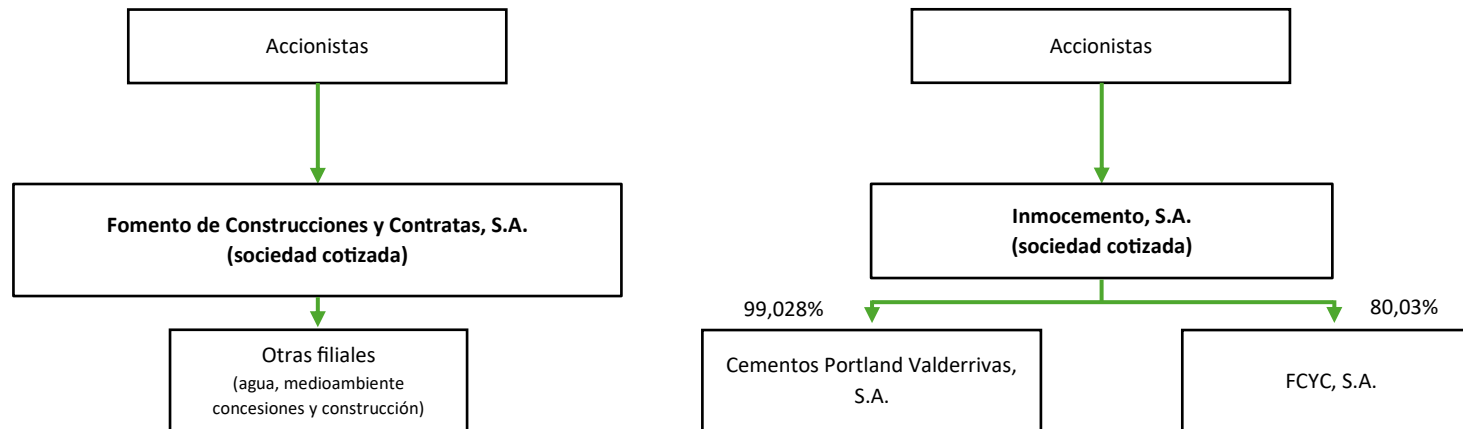 Accionistas
Fomento de Construcciones y Contratas, S.A.
(sociedad cotizada)
Otras filiales
(agua, medioambiente
concesiones y construcción)
Accionistas
Inmocemento, S.A.
(sociedad cotizada)
99,028%
80,03%
Cementos Portland Valderrivas,
S.A.
FCYC, S.A.